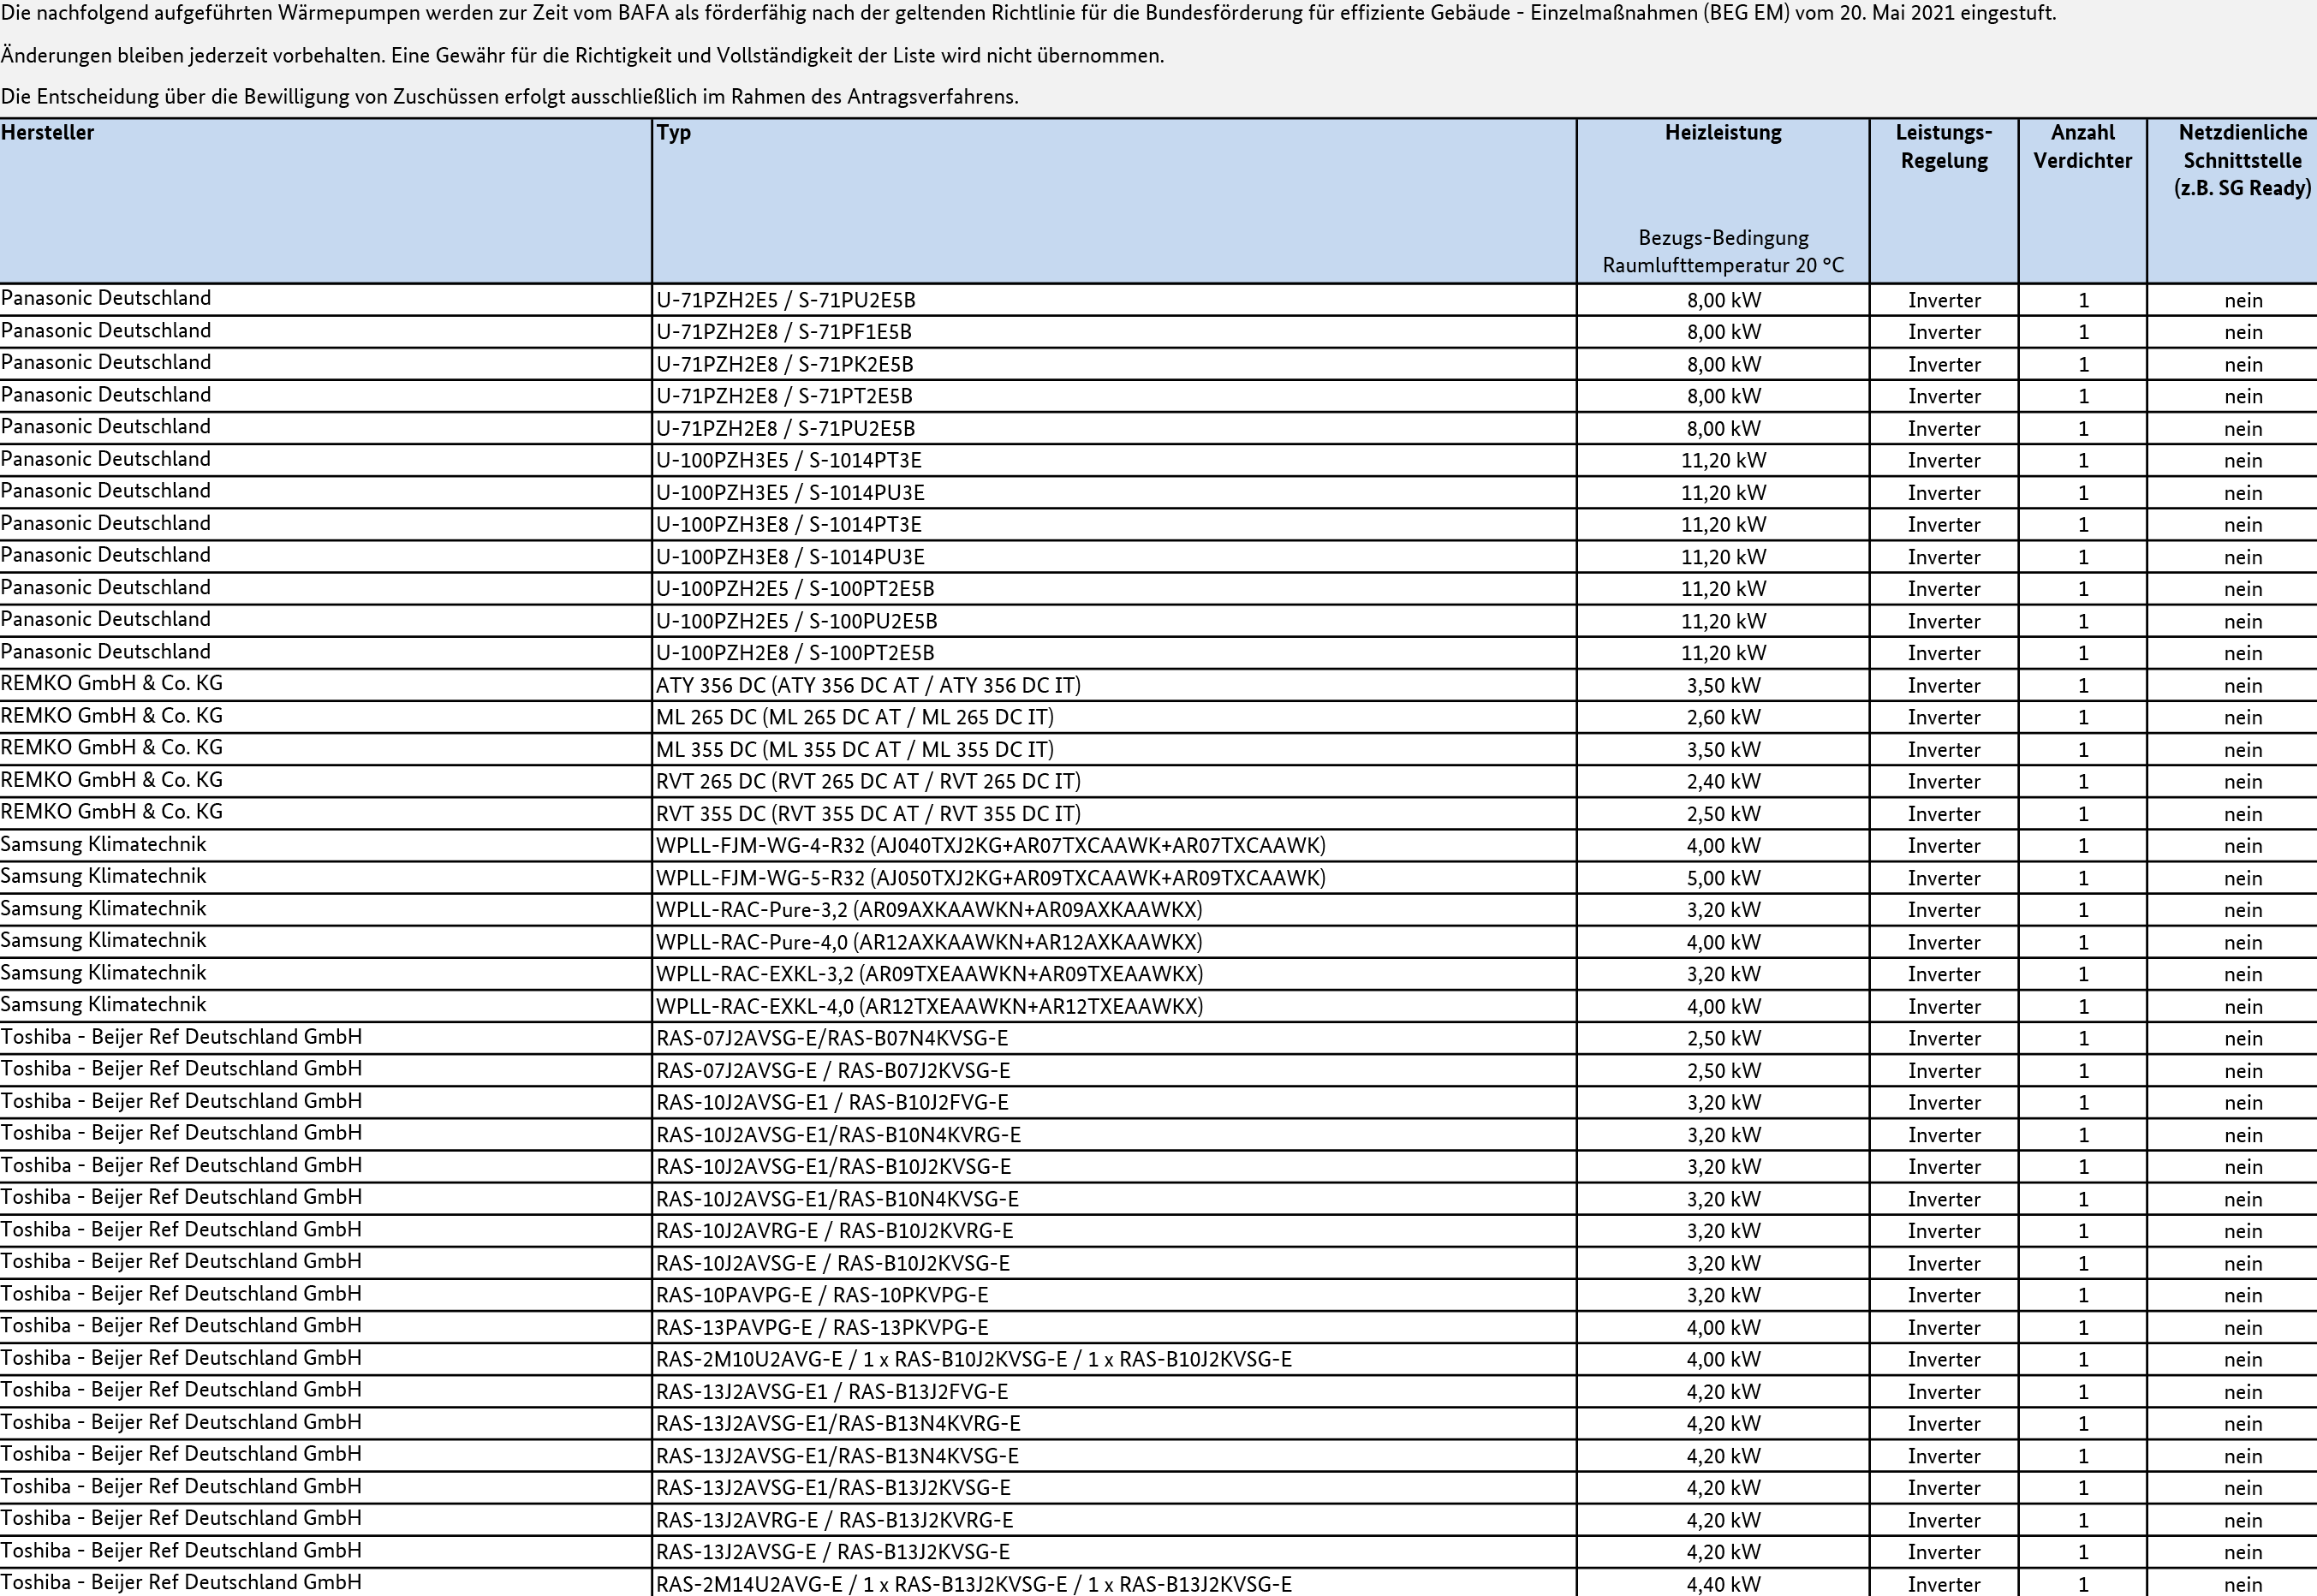 Die nachfolgend aufgeführten Wärmepumpen werden zur Zeit vom BAFA als förderfähig nach der geltenden Richtlinie für die Bundesförderung für effiziente Gebäude - Einzelmaßnahmen (BEG EM) vom 20. Mai 2021 eingestuft.
Änderungen bleiben jederzeit vorbehalten. Eine Gewähr für die Richtigkeit und Vollständigkeit der Liste wird nicht übernommen.
Die Entscheidung über die Bewilligung von Zuschüssen erfolgt ausschließlich im Rahmen des Antragsverfahrens.
Hersteller Typ Heizleistung Leistungs- Anzahl Netzdienliche
Regelung Verdichter Schnittstelle
(z.B. SG Ready)
Bezugs-Bedingung
Raumlufttemperatur 20 °C
Panasonic Deutschland U-71PZH2E5 / S-71PU2E5B 8,00 kW Inverter 1 nein
Panasonic Deutschland U-71PZH2E8 / S-71PF1E5B 8,00 kW Inverter 1 nein
Panasonic Deutschland U-71PZH2E8 / S-71PK2E5B 8,00 kW Inverter 1 nein
Panasonic Deutschland U-71PZH2E8 / S-71PT2E5B 8,00 kW Inverter 1 nein
Panasonic Deutschland U-71PZH2E8 / S-71PU2E5B 8,00 kW Inverter 1 nein
Panasonic Deutschland U-100PZH3E5 / S-1014PT3E 11,20 kW Inverter 1 nein
Panasonic Deutschland U-100PZH3E5 / S-1014PU3E 11,20 kW Inverter 1 nein
Panasonic Deutschland U-100PZH3E8 / S-1014PT3E 11,20 kW Inverter 1 nein
Panasonic Deutschland U-100PZH3E8 / S-1014PU3E 11,20 kW Inverter 1 nein
Panasonic Deutschland U-100PZH2E5 / S-100PT2E5B 11,20 kW Inverter 1 nein
Panasonic Deutschland U-100PZH2E5 / S-100PU2E5B 11,20 kW Inverter 1 nein
Panasonic Deutschland U-100PZH2E8 / S-100PT2E5B 11,20 kW Inverter 1 nein
REMKO GmbH & Co. KG ATY 356 DC (ATY 356 DC AT / ATY 356 DC IT) 3,50 kW Inverter 1 nein
REMKO GmbH & Co. KG ML 265 DC (ML 265 DC AT / ML 265 DC IT) 2,60 kW Inverter 1 nein
REMKO GmbH & Co. KG ML 355 DC (ML 355 DC AT / ML 355 DC IT) 3,50 kW Inverter 1 nein
REMKO GmbH & Co. KG RVT 265 DC (RVT 265 DC AT / RVT 265 DC IT) 2,40 kW Inverter 1 nein
REMKO GmbH & Co. KG RVT 355 DC (RVT 355 DC AT / RVT 355 DC IT) 2,50 kW Inverter 1 nein
Samsung Klimatechnik WPLL-FJM-WG-4-R32 (AJ040TXJ2KG+AR07TXCAAWK+AR07TXCAAWK) 4,00 kW Inverter 1 nein
Samsung Klimatechnik WPLL-FJM-WG-5-R32 (AJ050TXJ2KG+AR09TXCAAWK+AR09TXCAAWK) 5,00 kW Inverter 1 nein
Samsung Klimatechnik WPLL-RAC-Pure-3,2 (AR09AXKAAWKN+AR09AXKAAWKX) 3,20 kW Inverter 1 nein
Samsung Klimatechnik WPLL-RAC-Pure-4,0 (AR12AXKAAWKN+AR12AXKAAWKX) 4,00 kW Inverter 1 nein
Samsung Klimatechnik WPLL-RAC-EXKL-3,2 (AR09TXEAAWKN+AR09TXEAAWKX) 3,20 kW Inverter 1 nein
Samsung Klimatechnik WPLL-RAC-EXKL-4,0 (AR12TXEAAWKN+AR12TXEAAWKX) 4,00 kW Inverter 1 nein
Toshiba - Beijer Ref Deutschland GmbH RAS-07J2AVSG-E/RAS-B07N4KVSG-E 2,50 kW Inverter 1 nein
Toshiba - Beijer Ref Deutschland GmbH RAS-07J2AVSG-E / RAS-B07J2KVSG-E 2,50 kW Inverter 1 nein
Toshiba - Beijer Ref Deutschland GmbH RAS-10J2AVSG-E1 / RAS-B10J2FVG-E 3,20 kW Inverter 1 nein
Toshiba - Beijer Ref Deutschland GmbH RAS-10J2AVSG-E1/RAS-B10N4KVRG-E 3,20 kW Inverter 1 nein
Toshiba - Beijer Ref Deutschland GmbH RAS-10J2AVSG-E1/RAS-B10J2KVSG-E 3,20 kW Inverter 1 nein
Toshiba - Beijer Ref Deutschland GmbH RAS-10J2AVSG-E1/RAS-B10N4KVSG-E 3,20 kW Inverter 1 nein
Toshiba - Beijer Ref Deutschland GmbH RAS-10J2AVRG-E / RAS-B10J2KVRG-E 3,20 kW Inverter 1 nein
Toshiba - Beijer Ref Deutschland GmbH RAS-10J2AVSG-E / RAS-B10J2KVSG-E 3,20 kW Inverter 1 nein
Toshiba - Beijer Ref Deutschland GmbH RAS-10PAVPG-E / RAS-10PKVPG-E 3,20 kW Inverter 1 nein
Toshiba - Beijer Ref Deutschland GmbH RAS-13PAVPG-E / RAS-13PKVPG-E 4,00 kW Inverter 1 nein
Toshiba - Beijer Ref Deutschland GmbH RAS-2M10U2AVG-E / 1 x RAS-B10J2KVSG-E / 1 x RAS-B10J2KVSG-E 4,00 kW Inverter 1 nein
Toshiba - Beijer Ref Deutschland GmbH RAS-13J2AVSG-E1 / RAS-B13J2FVG-E 4,20 kW Inverter 1 nein
Toshiba - Beijer Ref Deutschland GmbH RAS-13J2AVSG-E1/RAS-B13N4KVRG-E 4,20 kW Inverter 1 nein
Toshiba - Beijer Ref Deutschland GmbH RAS-13J2AVSG-E1/RAS-B13N4KVSG-E 4,20 kW Inverter 1 nein
Toshiba - Beijer Ref Deutschland GmbH RAS-13J2AVSG-E1/RAS-B13J2KVSG-E 4,20 kW Inverter 1 nein
Toshiba - Beijer Ref Deutschland GmbH RAS-13J2AVRG-E / RAS-B13J2KVRG-E 4,20 kW Inverter 1 nein
Toshiba - Beijer Ref Deutschland GmbH RAS-13J2AVSG-E / RAS-B13J2KVSG-E 4,20 kW Inverter 1 nein
Toshiba - Beijer Ref Deutschland GmbH RAS-2M14U2AVG-E / 1 x RAS-B13J2KVSG-E / 1 x RAS-B13J2KVSG-E 4,40 kW Inverter 1 nein